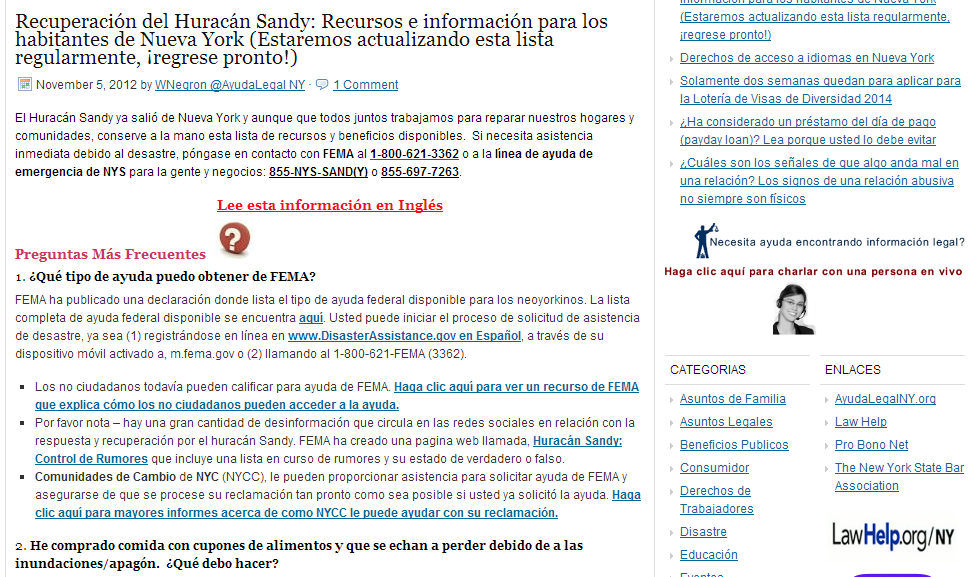 Recuperación del Huracán Sandy: Recursos e información para los
habitantes de Nueva York (Estaremos actualizando esta lista
regularmente, ¡regrese pronto!)
November 5, 2012 by WNegron @AyudaLegal NY · 1 Comment
El Huracán Sandy ya salió de Nueva York y aunque que todos juntos trabajamos para reparar nuestros hogares y
comunidades, conserve a la mano esta lista de recursos y beneficios disponibles. Si necesita asistencia
inmediata debido al desastre, póngase en contacto con FEMA al 1-800-621-3362 o a la línea de ayuda de
emergencia de NYS para la gente y negocios: 855-NYS-SAND(Y) o 855-697-7263.
Lee esta información en Inglés
Preguntas Más Frecuentes
1. ¿Qué tipo de ayuda puedo obtener de FEMA?
FEMA ha publicado una declaración donde lista el tipo de ayuda federal disponible para los neoyorkinos. La lista
completa de ayuda federal disponible se encuentra aquí. Usted puede iniciar el proceso de solicitud de asistencia
de desastre, ya sea (1) registrándose en línea en www.DisasterAssistance.gov en Español, a través de su
dispositivo móvil activado a, m.fema.gov o (2) llamando al 1-800-621-FEMA (3362).
Los no ciudadanos todavía pueden calificar para ayuda de FEMA. Haga clic aquí para ver un recurso de FEMA
que explica cómo los no ciudadanos pueden acceder a la ayuda.
Por favor nota – hay una gran cantidad de desinformación que circula en las redes sociales en relación con la
respuesta y recuperación por el huracán Sandy. FEMA ha creado una pagina web llamada, Huracán Sandy:
Control de Rumores que incluye una lista en curso de rumores y su estado de verdadero o falso.
Comunidades de Cambio de NYC (NYCC), le pueden proporcionar asistencia para solicitar ayuda de FEMA y
asegurarse de que se procese su reclamación tan pronto como sea posible si usted ya solicitó la ayuda. Haga
clic aquí para mayores informes acerca de como NYCC le puede ayudar con su reclamación.
2. He comprado comida con cupones de alimentos y que se echan a perder debido de a las
inundaciones/apagón. ¿Qué debo hacer?
información para los habitantes de Nueva York
(Estaremos actualizando esta lista regularmente,
¡regrese pronto!)
Derechos de acceso a idiomas en Nueva York
Solamente dos semanas quedan para aplicar para
la Lotería de Visas de Diversidad 2014
¿Ha considerado un préstamo del día de pago
(payday loan)? Lea porque usted lo debe evitar
¿Cuáles son los señales de que algo anda mal en
una relación? Los signos de una relación abusiva
no siempre son físicos
Necesita ayuda encontrando información legal?
Haga clic aquí para charlar con una persona en vivo
CATEGORIAS
Asuntos de Familia
Asuntos Legales
Beneficios Publicos
Consumidor
Derechos de
Trabajadores
Disastre
Educación
Eventos
ENLACES
AyudaLegalNY.org
Law Help
Pro Bono Net
The New York State Bar
Association
LawHelp.org/NY